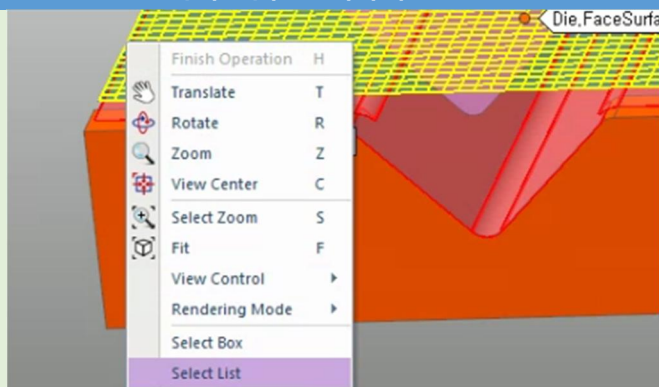 Die,FaceSurfa
Finish Operation H
Translate T
Rotate R
Zoom Z
View Center C
Select Zoom S
Fit F
View Control
Rendering Mode
Select Box
Select List